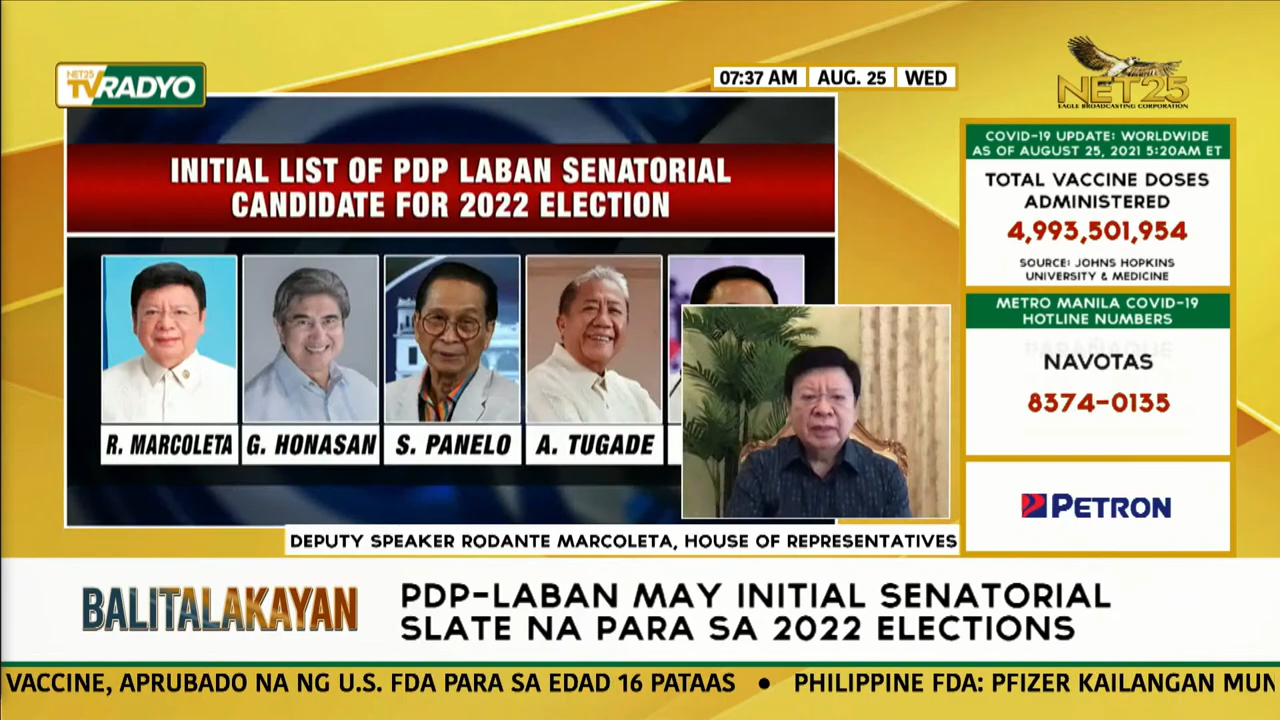 NET25
TVRADYO
07:37 AM AUG. 25 WED
NET25
EAGLE BROADCASTING CORPORATION
INITIAL LIST OF PDP LABAN SENATORIAL
CANDIDATE FOR 2022 ELECTION
R. MARCOLETA G. HONASAN S. PANELO A. TUGADE
DEPUTY SPEAKER RODANTE MARCOLETA, HOUSE OF REPRESENTATIVES
COVID-19 UPDATE: WORLDWIDE
AS OF AUGUST 25, 2021 5:20AM ET
TOTAL VACCINE DOSES
ADMINISTERED
4,993,501,954
SOURCE: JOHNS HOPKINS
UNIVERSITY & MEDICINE
METRO MANILA COVID-19
HOTLINE NUMBERS
PARAÑAQUE
NAVOTAS
8374-0135
PETRON
BALITALAKAYAN
PDP-LABAN MAY INITIAL SENATORIAL
SLATE NA PARA SA 2022 ELECTIONS
VACCINE, APRUBADO NA NG U.S. FDA PARA SA EDAD 16 PATAAS • PHILIPPINE FDA: PFIZER KAILANGAN MUN